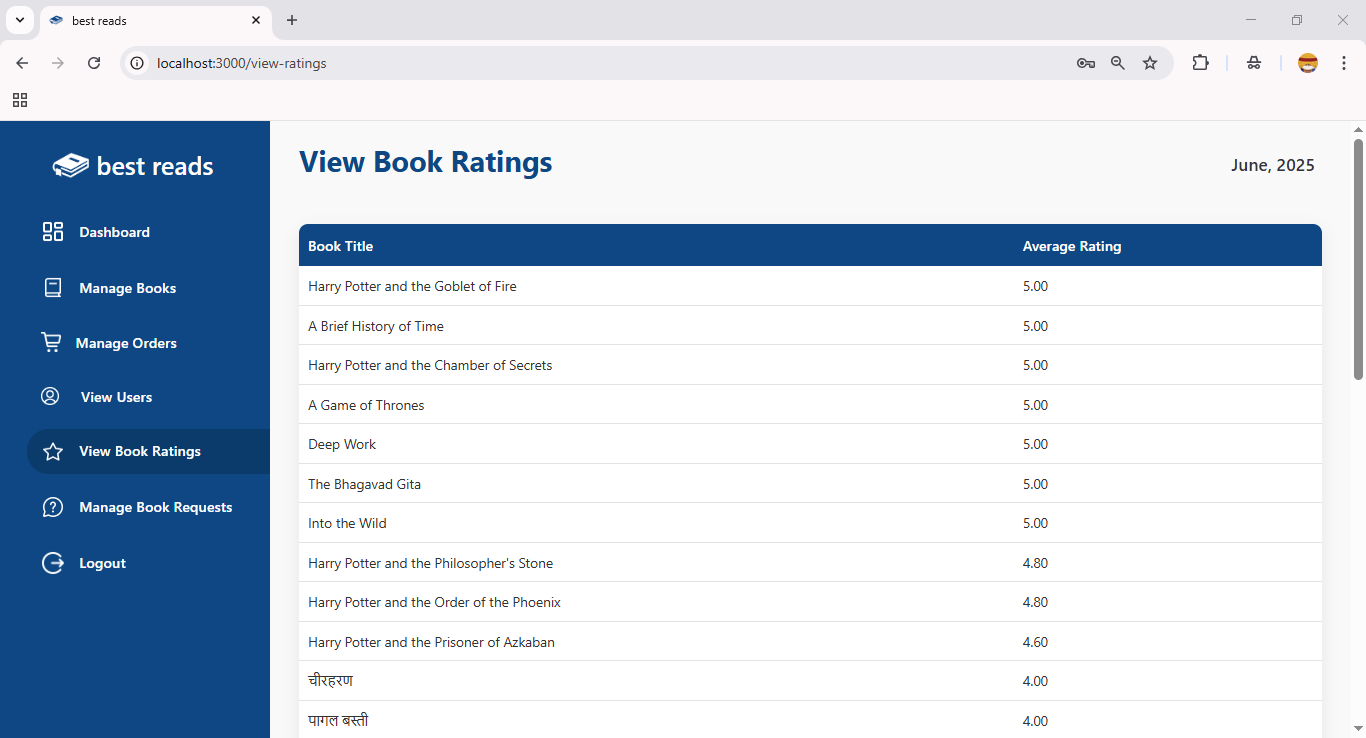 best reads
localhost:3000/view-ratings
best reads
View Book Ratings
June, 2025
Dashboard
Manage Books
Manage Orders
View Users
View Book Ratings
Manage Book Requests
Logout
Book Title Average Rating
Harry Potter and the Goblet of Fire 5.00
A Brief History of Time 5.00
Harry Potter and the Chamber of Secrets 5.00
A Game of Thrones 5.00
Deep Work 5.00
The Bhagavad Gita 5.00
Into the Wild 5.00
Harry Potter and the Philosopher's Stone 4.80
Harry Potter and the Order of the Phoenix 4.80
Harry Potter and the Prisoner of Azkaban 4.60
चीरहरण 4.00
पागल बस्ती 4.00